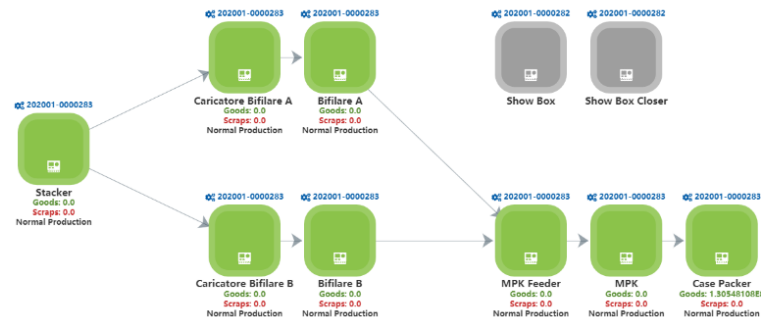 202001-0000283
202001-0000283
202001-0000282
202001-0000282
Caricatore Bifilare A
Goods: 0.0
Scraps: 0.0
Normal Production
Bifilare A
Goods: 0.0
Scraps: 0.0
Normal Production
Show Box
Show Box Closer
202001-0000283
Stacker
Goods: 0.0
Scraps: 0.0
Normal Production
202001-0000283
202001-0000283
202001-0000283
202001-0000283
202001-0000283
Caricatore Bifilare B
Goods: 0.0
Scraps: 0.0
Normal Production
Bifilare B
Goods: 0.0
Scraps: 0.0
Normal Production
MPK Feeder
Goods: 0.0
Scraps: 0.0
Normal Production
MPK
Goods: 0.0
Scraps: 0.0
Normal Production
Case Packer
Goods: 1.30548108E
Scraps: 0.0
Normal Production